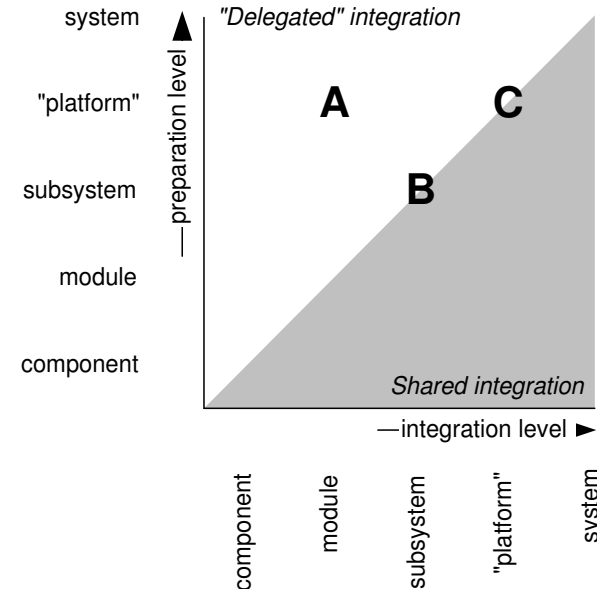 system
"Delegated" integration
"platform"
A
C
subsystem
B
preparation level
module
component
Shared integration
integration level
component
module
subsystem
"platform"
system